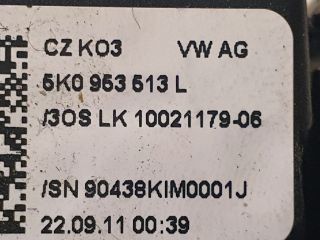 CZ KO3 VW AG
5K0 953 513 L
/3OS LK 10021179-06
/SN 90438KIM0001J
22.09.11 00:39